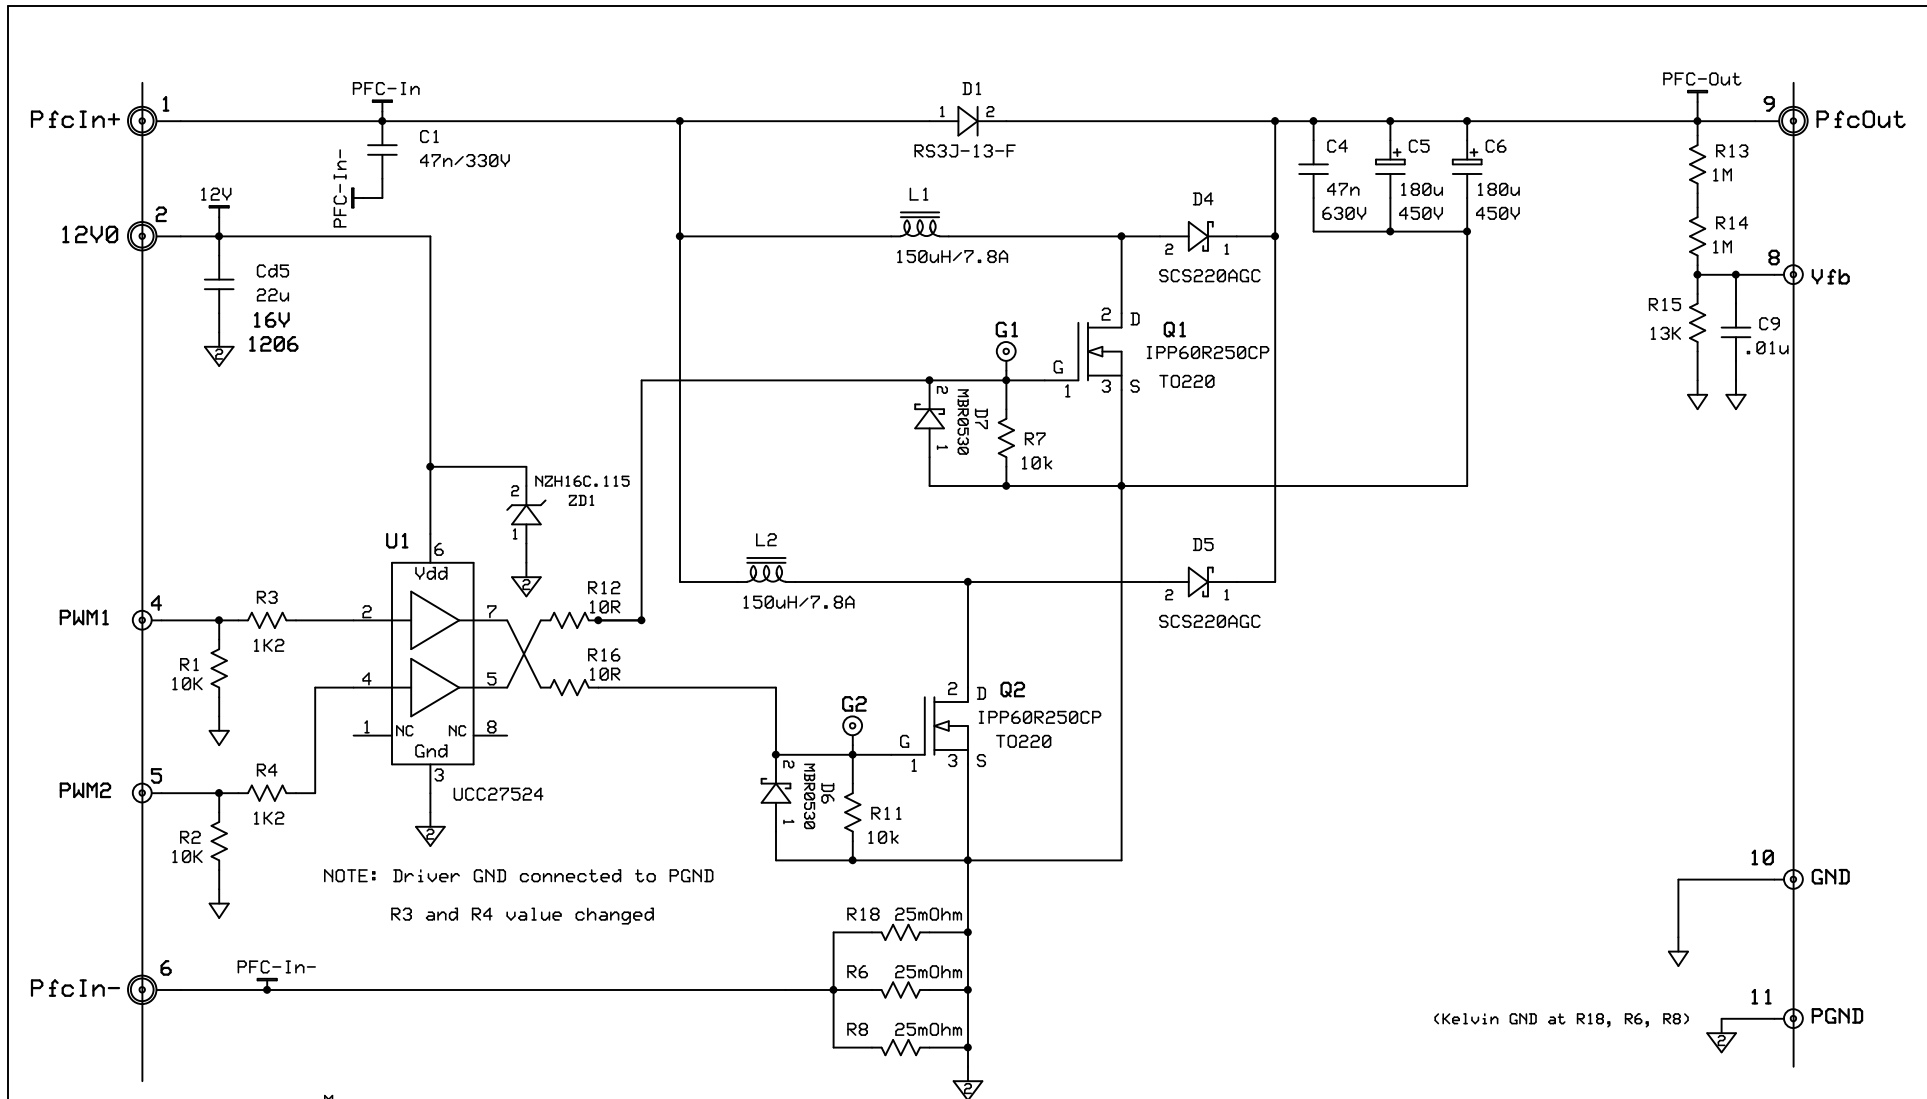 PFC-In
D1
PFC-Out
PfcIn+
1
1
2
9
PfcOut
C1
47n/330V
RS3J-13-F
C4
47n
630V
+
C5
180u
450V
+
C6
180u
450V
R13
1M
PFC-In-
12V
2
12V0
L1
150uH/7.8A
D4
2
1
SCS220AGC
R14
1M
8
Vfb
Cd5
22u
16V
1206
2
R15
13K
C9
.01u
G1
2
D
Q1
IPP60R250CP
TO220
G
1
3
S
2
MBR0530
D7
1
R7
10k
NZH16C.115
ZD1
2
1
2
U1
6
Vdd
L2
150uH/7.8A
D5
2
1
SCS220AGC
R12
10R
PWM1
4
R3
1K2
2
7
R1
10K
R16
10R
4
5
1
NC
NC
8
Gnd
3
UCC27524
2
G2
2
D
Q2
IPP60R250CP
TO220
G
1
3
S
PWM2
5
R4
1K2
R2
10K
2
MBR0530
D6
1
R11
10k
NOTE: Driver GND connected to PGND
R3 and R4 value changed
10
GND
R18 25mOhm
PfcIn-
6
PFC-In-
R6 25mOhm
R8 25mOhm
2
(Kelvin GND at R18, R6, R8)
11
PGND
2